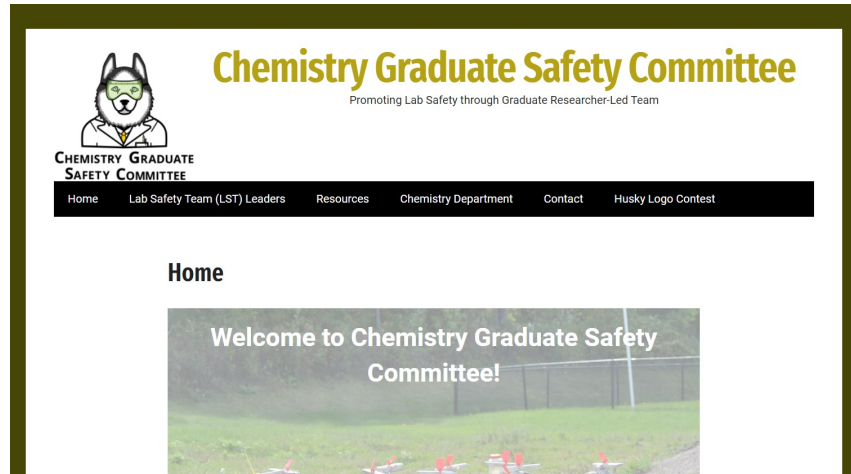 Chemistry Graduate Safety Committee
Promoting Lab Safety through Graduate Researcher-Led Team
CHEMISTRY GRADUATE
SAFETY COMMITTEE
Home Lab Safety Team (LST) Leaders Resources Chemistry Department Contact Husky Logo Contest
Home
Welcome to Chemistry Graduate Safety
Committee!